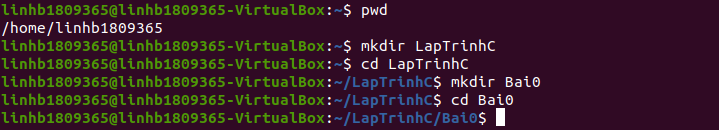 linhb1809365@linhb1809365-VirtualBox:~$ pwd
/home/linhb1809365
linhb1809365@linhb1809365-VirtualBox:~$ mkdir LapTrinhC
linhb1809365@linhb1809365-VirtualBox:~$ cd LapTrinhC
linhb1809365@linhb1809365-VirtualBox:~/LapTrinhC$ mkdir Bai0
linhb1809365@linhb1809365-VirtualBox:~/LapTrinhC$ cd Bai0
linhb1809365@linhb1809365-VirtualBox:~/LapTrinhC/Bai0$